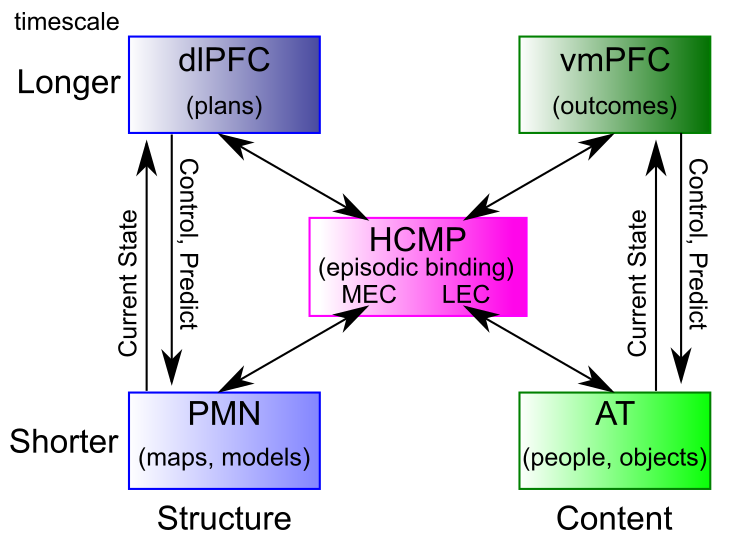 timescale
Longer
dlPFC
(plans)
vmPFC
(outcomes)
Current State
Control, Predict
HCMP
(episodic binding)
MEC LEC
Current State
Control, Predict
Shorter
PMN
(maps, models)
AT
(people, objects)
Structure
Content